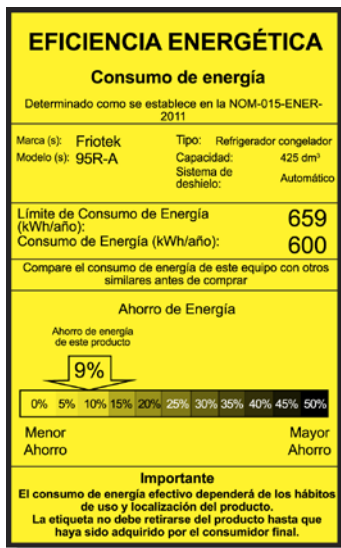 EFICIENCIA ENERGÉTICA
Consumo de energía
Determinado como se establece en la NOM-015-ENER-
2011
Marca (s): Friotek
Modelo (s): 95R-A
Tipo: Refrigerador congelador
Capacidad: 425 dm³
Sistema de
deshielo: Automático
Límite de Consumo de Energía
(kWh/año): 659
Consumo de Energía (kWh/año): 600
Compare el consumo de energía de este equipo con otros
similares antes de comprar
Ahorro de Energía
Ahorro de energía
de este producto
9%
0% 5% 10% 15% 20% 25% 30% 35% 40% 45% 50%
Menor
Ahorro
Mayor
Ahorro
Importante
El consumo de energía efectivo dependerá de los hábitos
de uso y localización del producto.
La etiqueta no debe retirarse del producto hasta que
haya sido adquirido por el consumidor final.